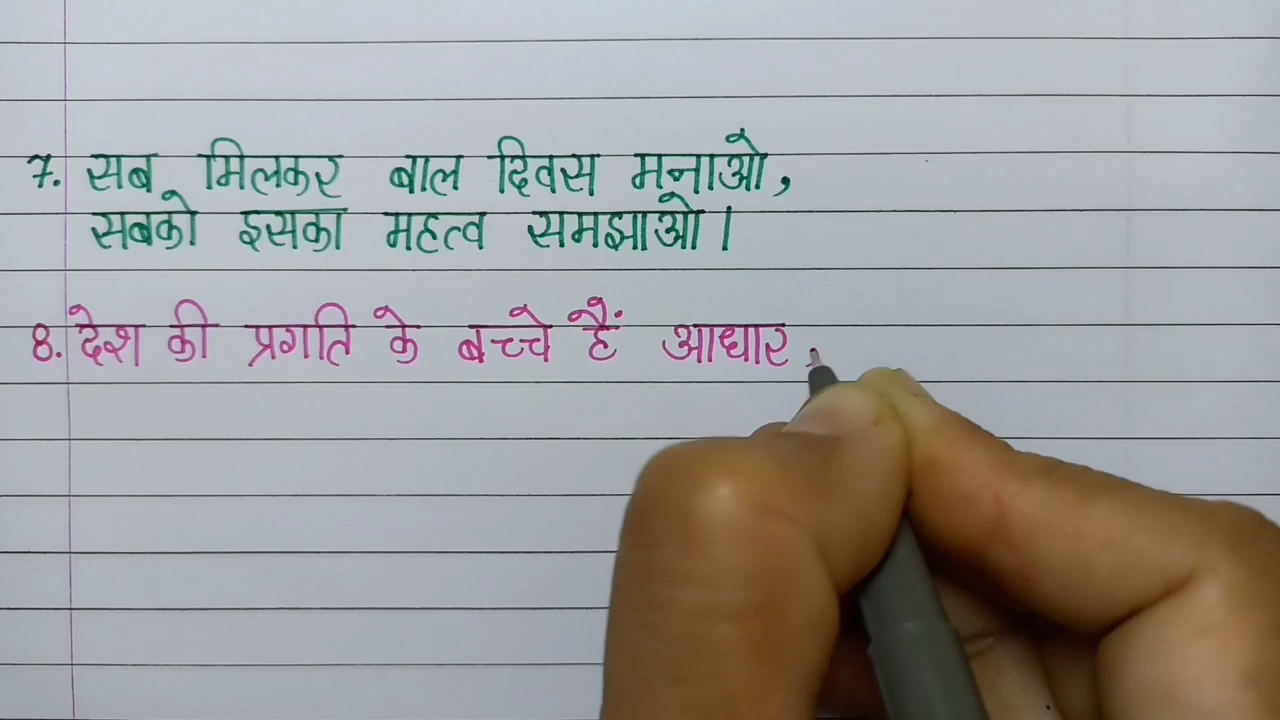 7. सब मिलकर बाल दिवस मनाओ,
सबको इसका महत्व समझाओ।
8. देश की प्रगति के बच्चे हैं आधार,